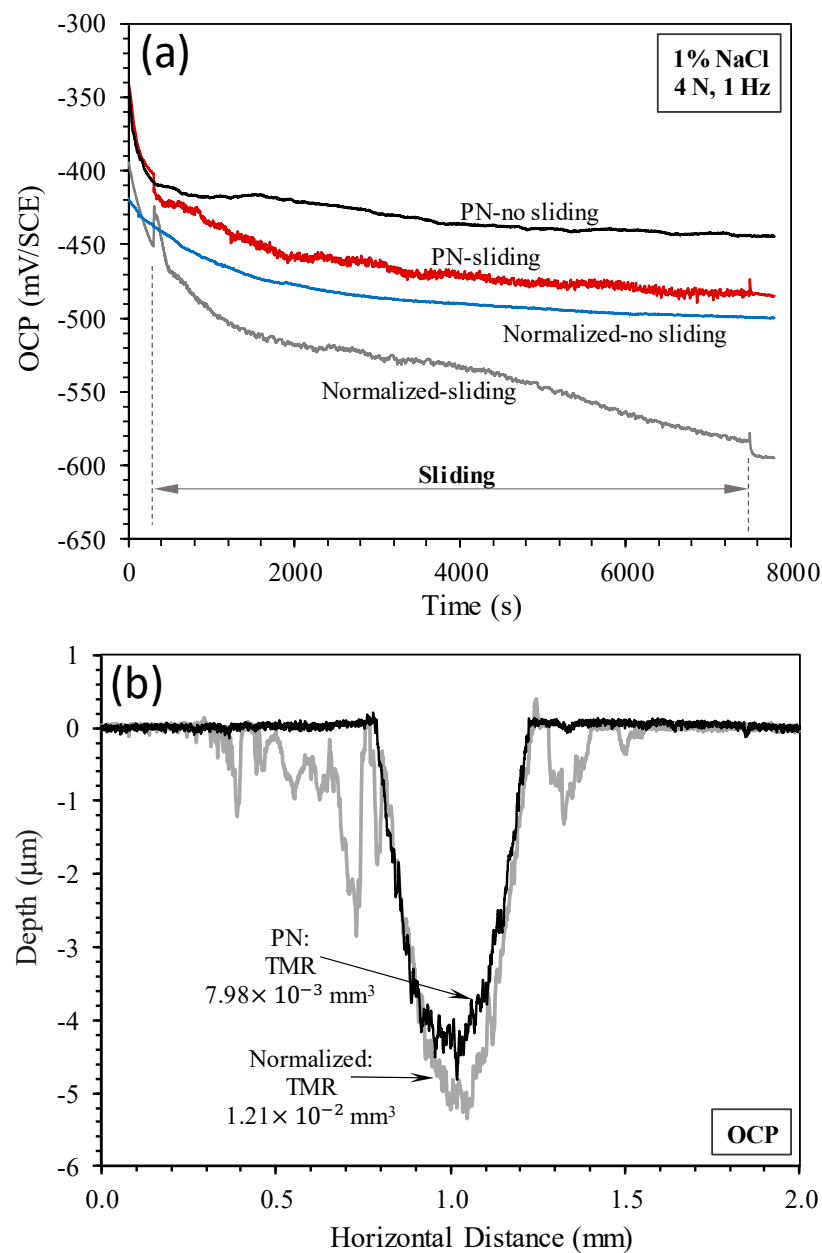 (a)
1% NaCl
4 N, 1 Hz
-300
-350
-400
-450
-500
-550
-600
-650
OCP (mV/SCE)
PN-no sliding
PN-sliding
Normalized-no sliding
Normalized-sliding
Sliding
0 2000 4000 6000 8000
Time (s)
(b)
1
0
-1
-2
-3
-4
-5
-6
Depth (µm)
PN:
TMR
7.98× 10⁻³ mm³
Normalized:
TMR
1.21× 10⁻² mm³
OCP
0.0 0.5 1.0 1.5 2.0
Horizontal Distance (mm)